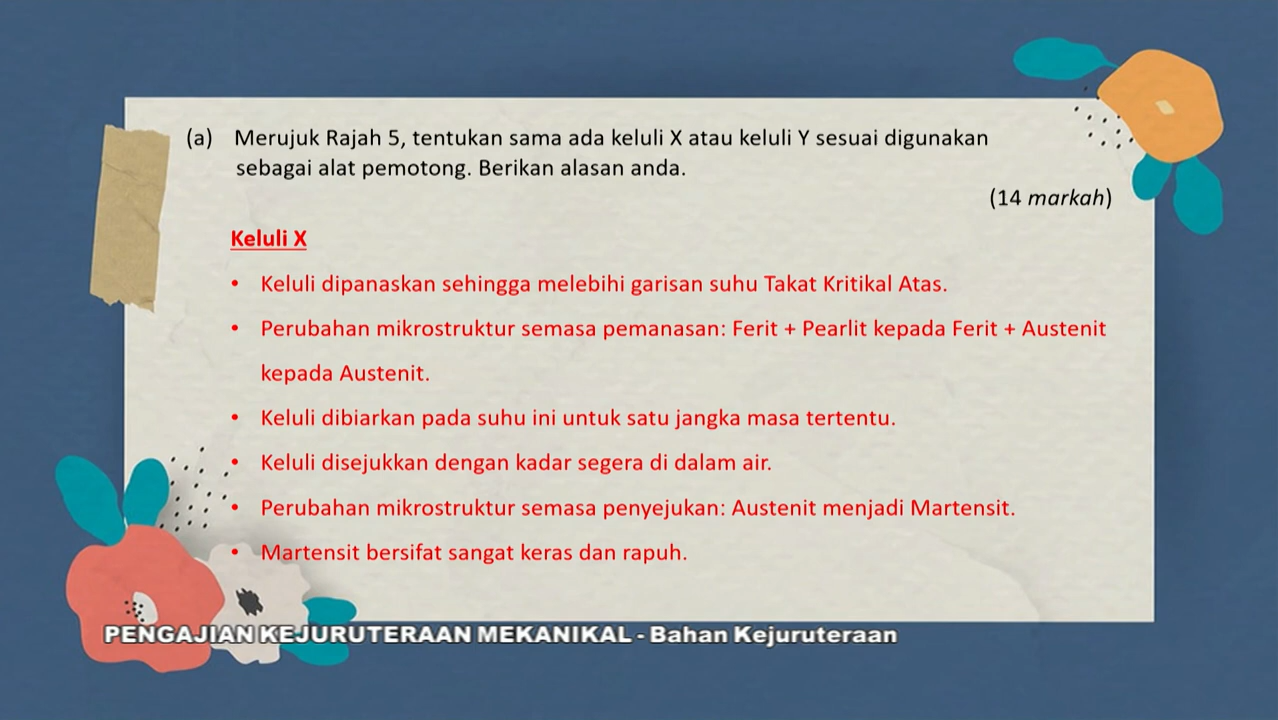 (a) Merujuk Rajah 5, tentukan sama ada keluli X atau keluli Y sesuai digunakan
sebagai alat pemotong. Berikan alasan anda.
(14 markah)
Keluli X
• Keluli dipanaskan sehingga melebihi garisan suhu Takat Kritikal Atas.
• Perubahan mikrostruktur semasa pemanasan: Ferit + Pearlit kepada Ferit + Austenit
kepada Austenit.
• Keluli dibiarkan pada suhu ini untuk satu jangka masa tertentu.
• Keluli disejukkan dengan kadar segera di dalam air.
• Perubahan mikrostruktur semasa penyejukan: Austenit menjadi Martensit.
• Martensit bersifat sangat keras dan rapuh.
PENGAJIAN KEJURUTERAAN MEKANIKAL - Bahan Kejuruteraan